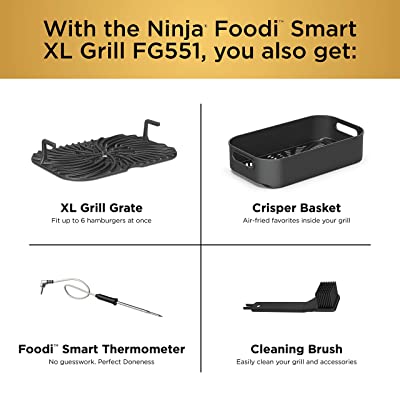 With the Ninja® Foodi™ Smart
XL Grill FG551, you also get:
XL Grill Grate
Fit up to 6 hamburgers at once
Crisper Basket
Air-fried favorites inside your grill
Foodi™ Smart Thermometer
No guesswork. Perfect Doneness
Cleaning Brush
Easily clean your grill and accessories